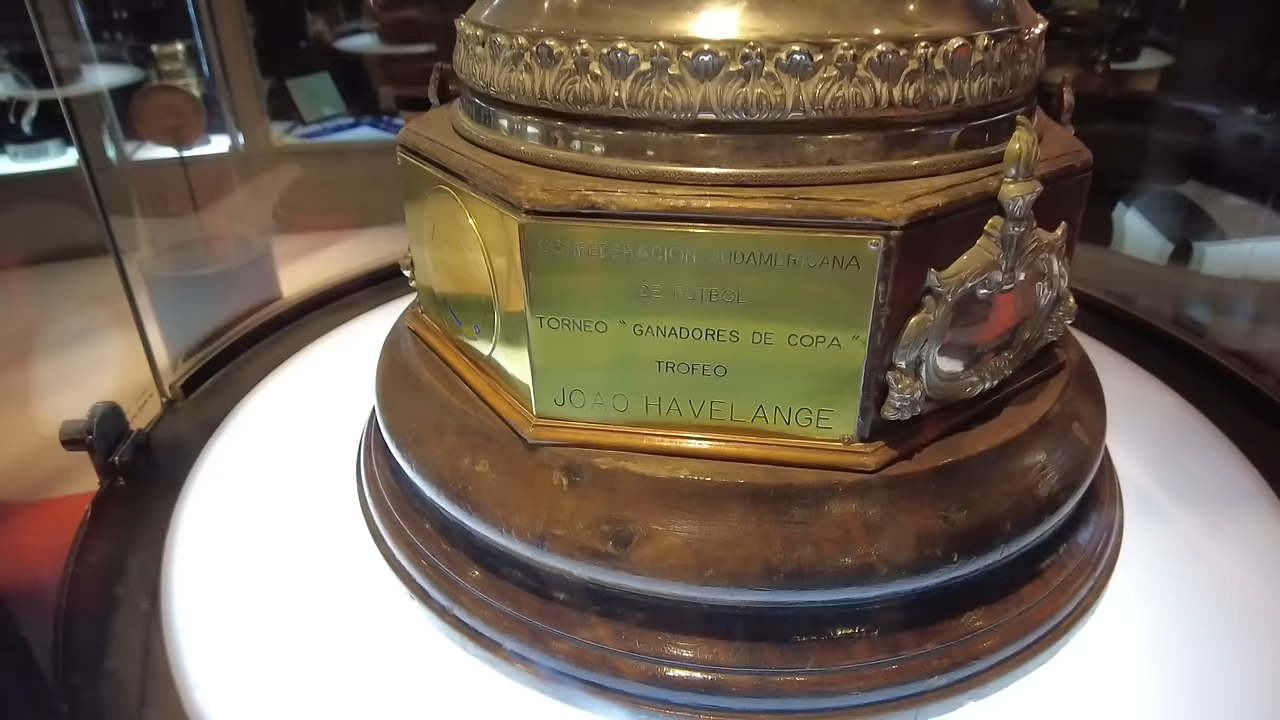 CONFEDERACION SUDAMERICANA
DE FUTBOL
TORNEO "GANADORES DE COPA"
TROFEO
JOAO HAVELANGE